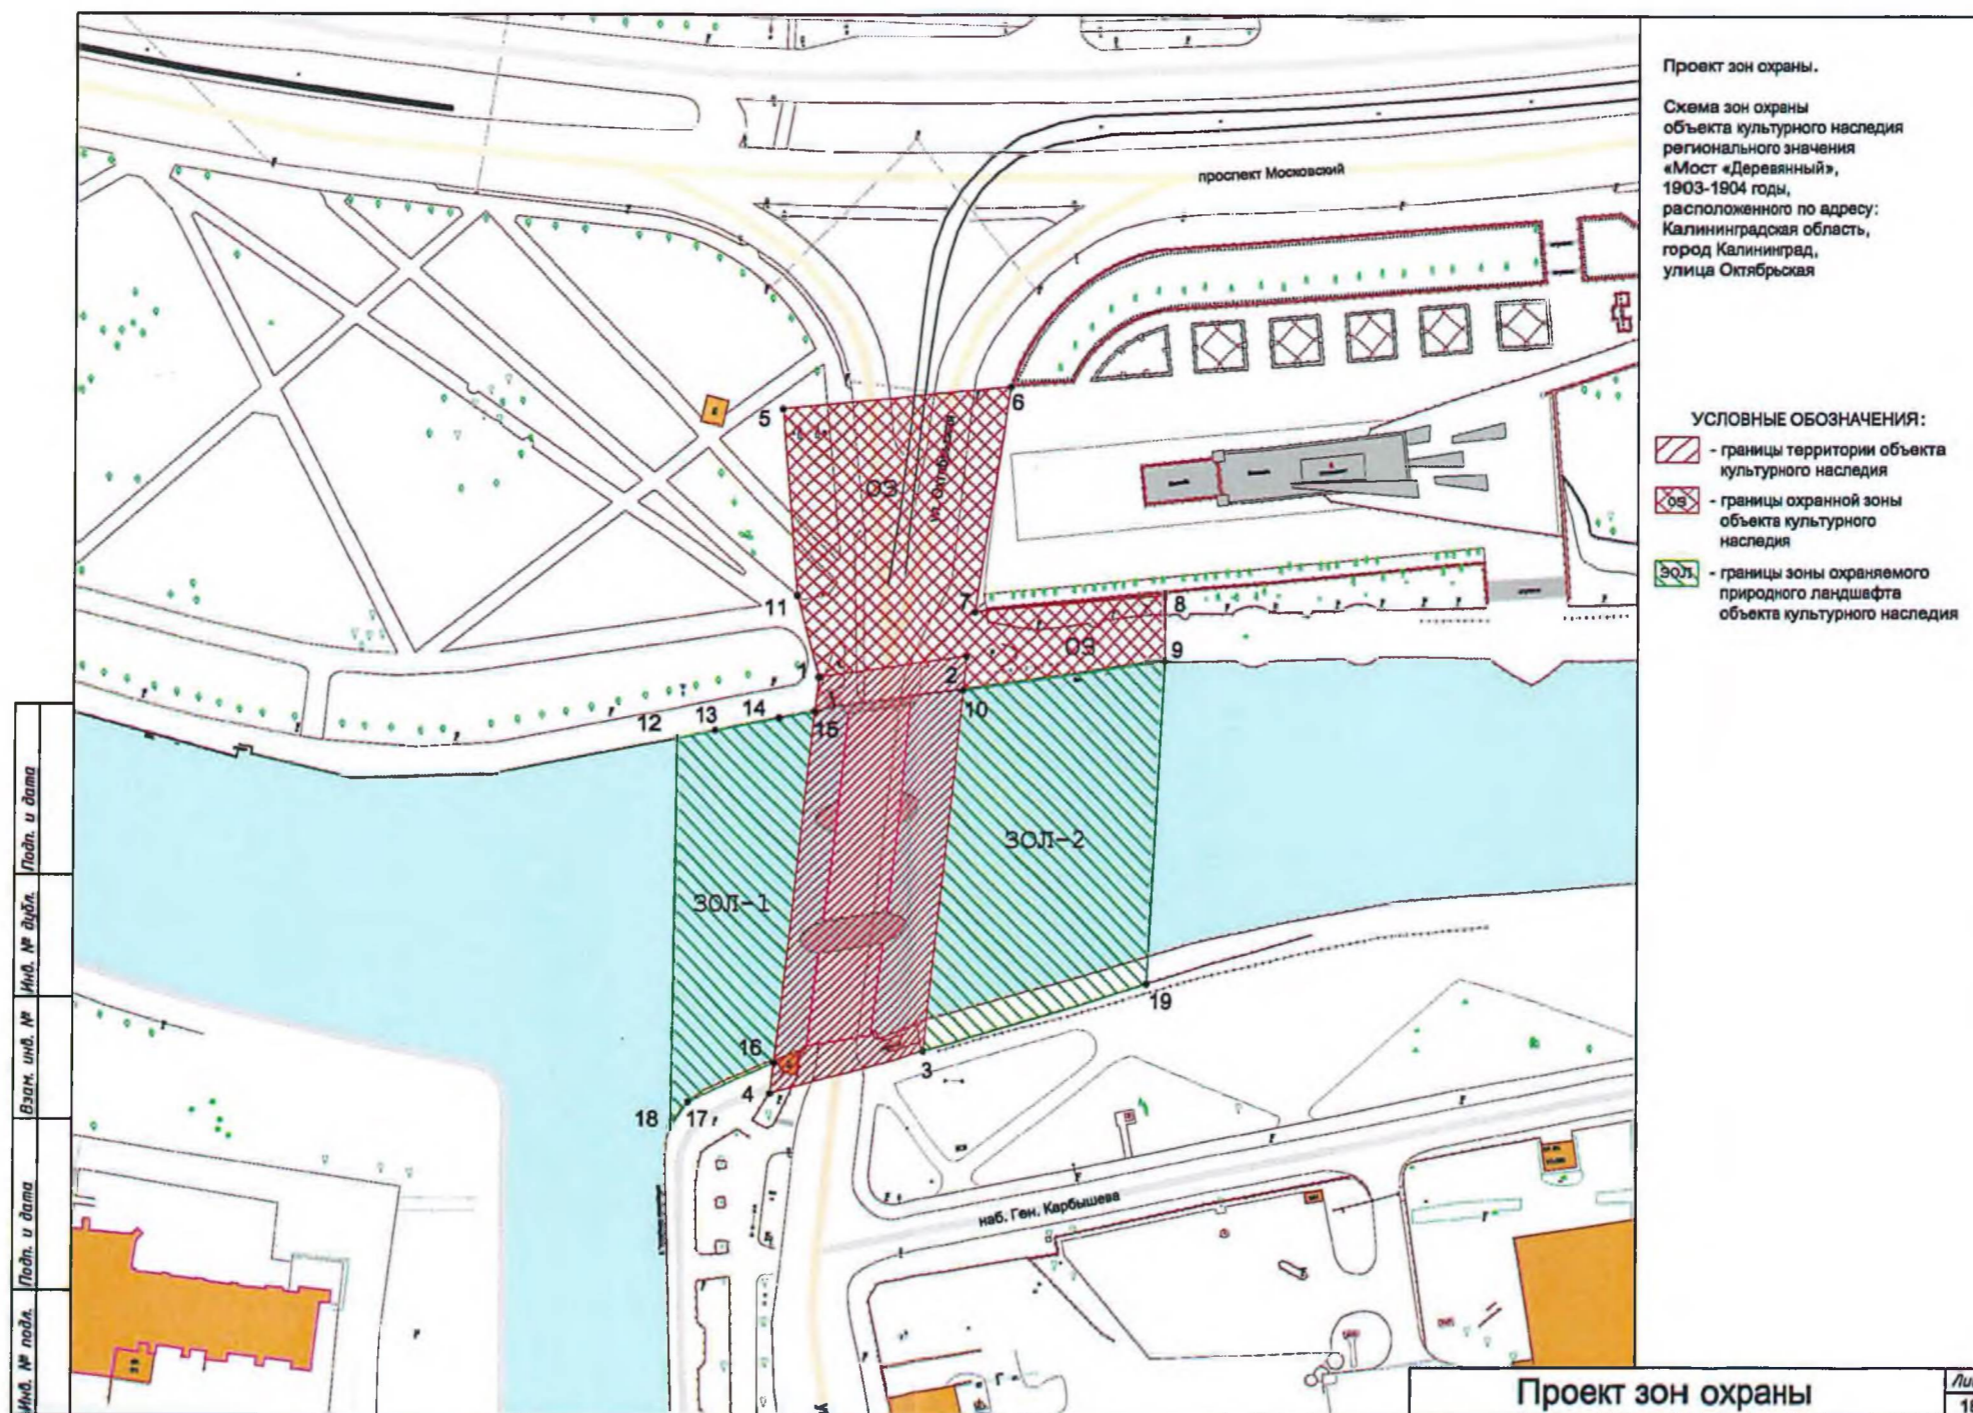 Проект зон охраны.
Схема зон охраны
объекта культурного наследия
регионального значения
«Мост «Деревянный»,
1903-1904 годы,
расположенного по адресу:
Калининградская область,
город Калининград,
улица Октябрьская
УСЛОВНЫЕ ОБОЗНАЧЕНИЯ:
- границы территории объекта
культурного наследия
ОЗ
- границы охранной зоны
объекта культурного
наследия
ЗОЛ
- границы зоны охраняемого
природного ландшафта
объекта культурного наследия
проспект Московский
5
6
ОЗ
ул. Октябрьская
11
7
8
ОЗ
9
1
2
10
12
13
14
15
ЗОЛ-2
ЗОЛ-1
19
16
3
4
18
17
наб. Ген. Карбышева
Подп. и дата
Инв. № дубл.
Взам. инв. №
Подп. и дата
Инв. № подл.
Проект зон охраны